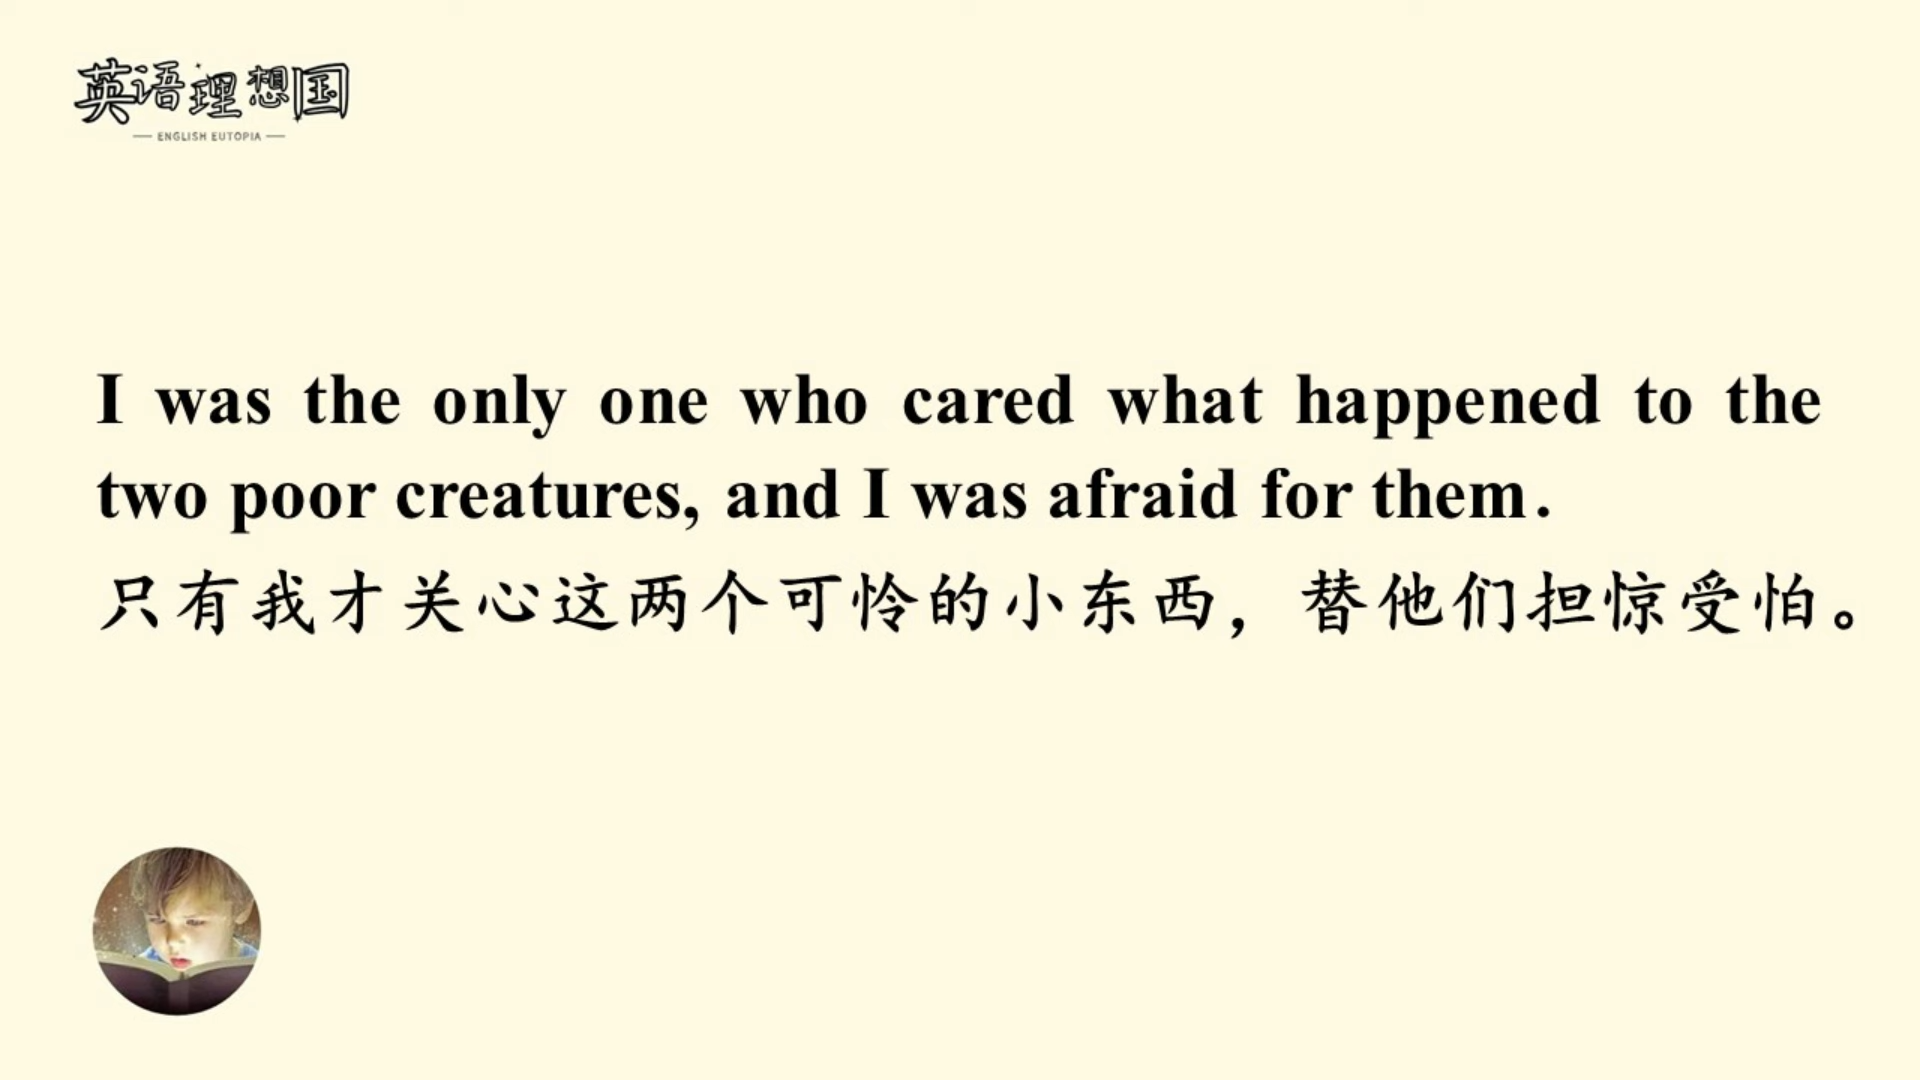 英语理想国
ENGLISH EUTOPIA
I was the only one who cared what happened to the
two poor creatures, and I was afraid for them.
只有我才关心这两个可怜的小东西，替他们担惊受怕。